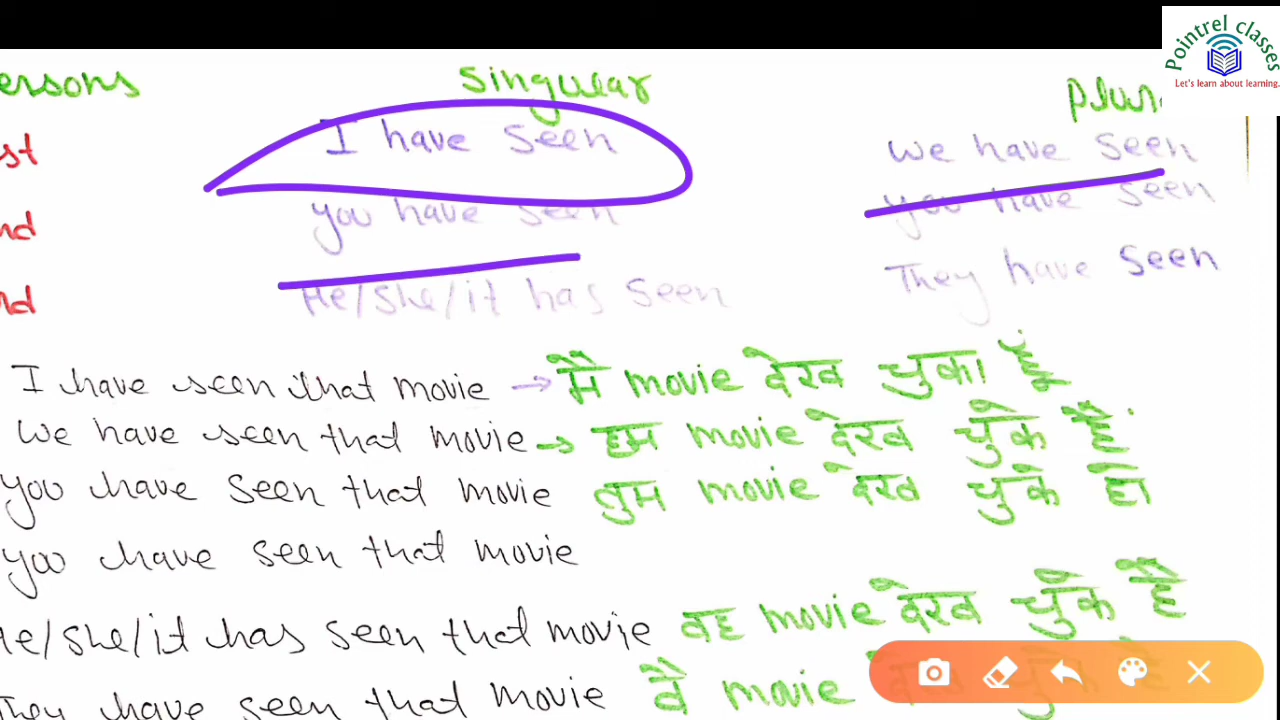 Pointrel classes
Let's learn about learning.
ersons singular plur
st I have seen we have seen
nd you have seen you have seen
rd He/she/it has seen They have seen
I have seen that movie → मै movie देख चुका हूँ
we have seen that movie → हम movie देख चुके हैं
you have seen that movie तुम movie देख चुके हो
you have seen that movie
He/she/it has seen that movie वह movie देख चुके है
They have seen that movie वे movie